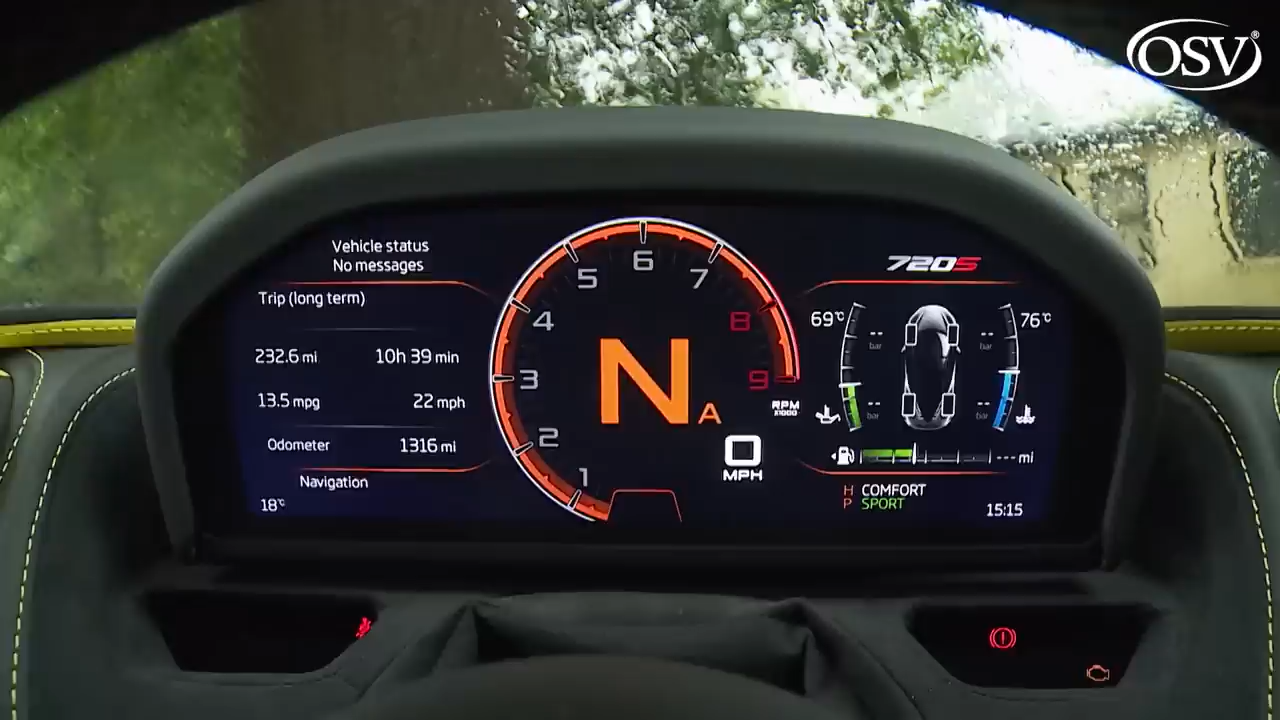 OSV®
Vehicle status
No messages
720S
Trip (long term)
232.6 mi 10h 39 min
13.5 mpg 22 mph
Odometer 1316 mi
Navigation
18°C
1
2
3
4
5
6
7
8
9
RPM
X1000
N A
0
MPH
69°C
76°C
-- bar
-- bar
-- bar
-- bar
--- mi
H COMFORT
P SPORT
15:15